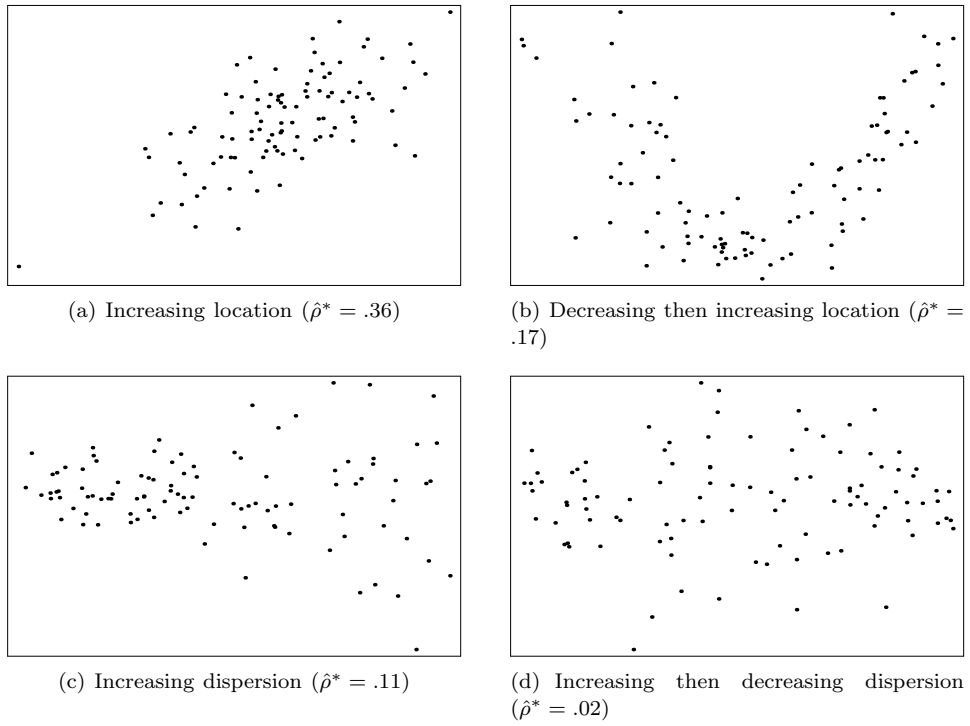 (a) Increasing location (ρ̂* = .36)
(b) Decreasing then increasing location (ρ̂* =
.17)
(c) Increasing dispersion (ρ̂* = .11)
(d) Increasing then decreasing dispersion
(ρ̂* = .02)